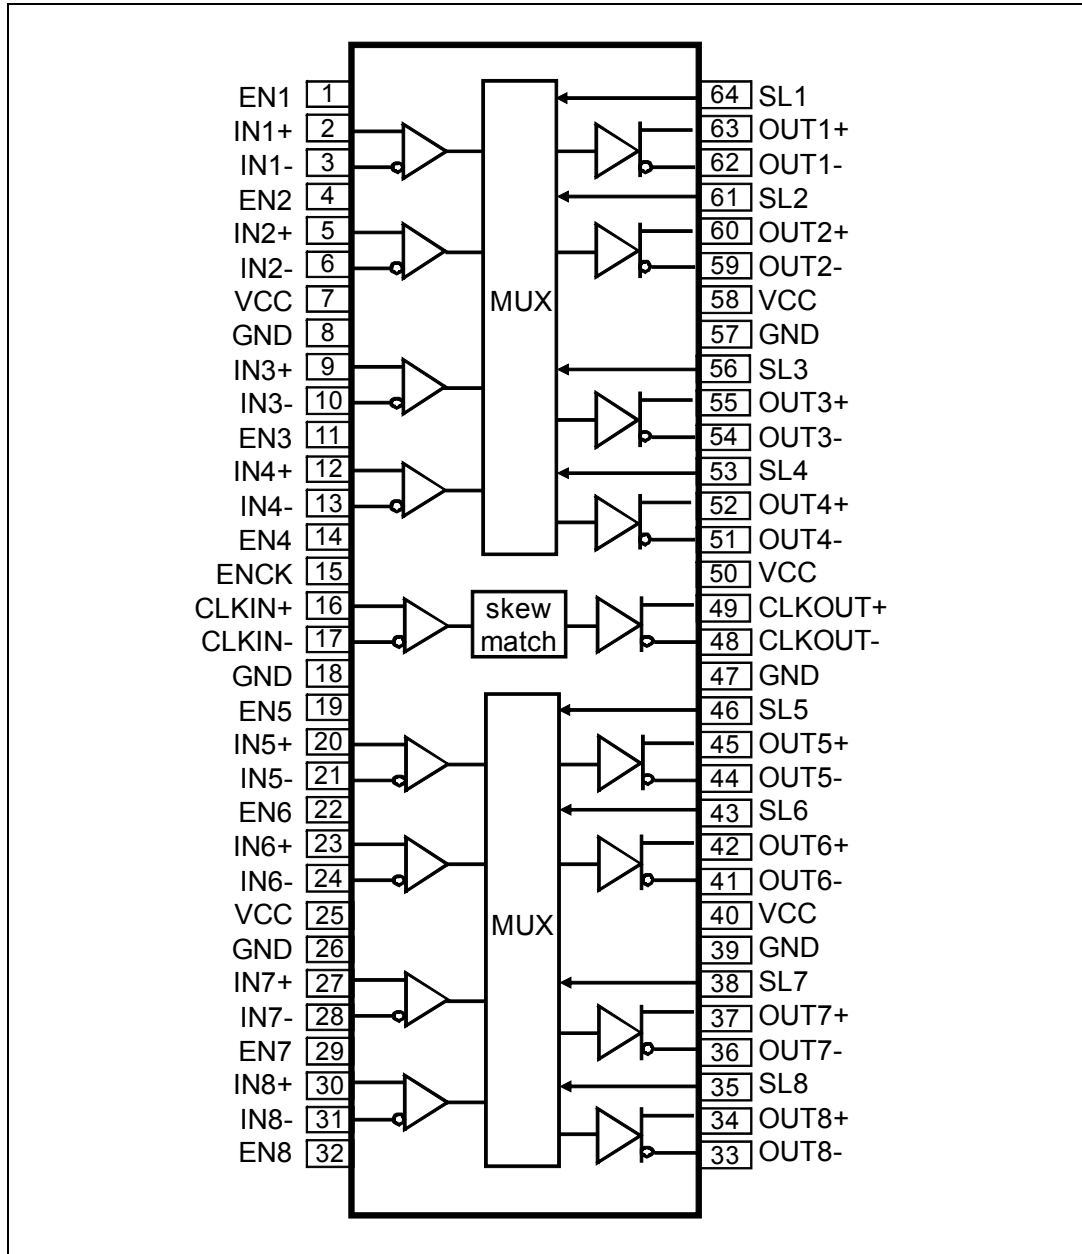 EN1 1 64 SL1
IN1+ 2 63 OUT1+
IN1- 3 62 OUT1-
EN2 4 61 SL2
IN2+ 5 60 OUT2+
IN2- 6 59 OUT2-
VCC 7 MUX 58 VCC
GND 8 57 GND
IN3+ 9 56 SL3
IN3- 10 55 OUT3+
EN3 11 54 OUT3-
IN4+ 12 53 SL4
IN4- 13 52 OUT4+
EN4 14 51 OUT4-
ENCK 15 50 VCC
CLKIN+ 16 skew 49 CLKOUT+
CLKIN- 17 match 48 CLKOUT-
GND 18 47 GND
EN5 19 46 SL5
IN5+ 20 45 OUT5+
IN5- 21 44 OUT5-
EN6 22 43 SL6
IN6+ 23 42 OUT6+
IN6- 24 41 OUT6-
VCC 25 MUX 40 VCC
GND 26 39 GND
IN7+ 27 38 SL7
IN7- 28 37 OUT7+
EN7 29 36 OUT7-
IN8+ 30 35 SL8
IN8- 31 34 OUT8+
EN8 32 33 OUT8-